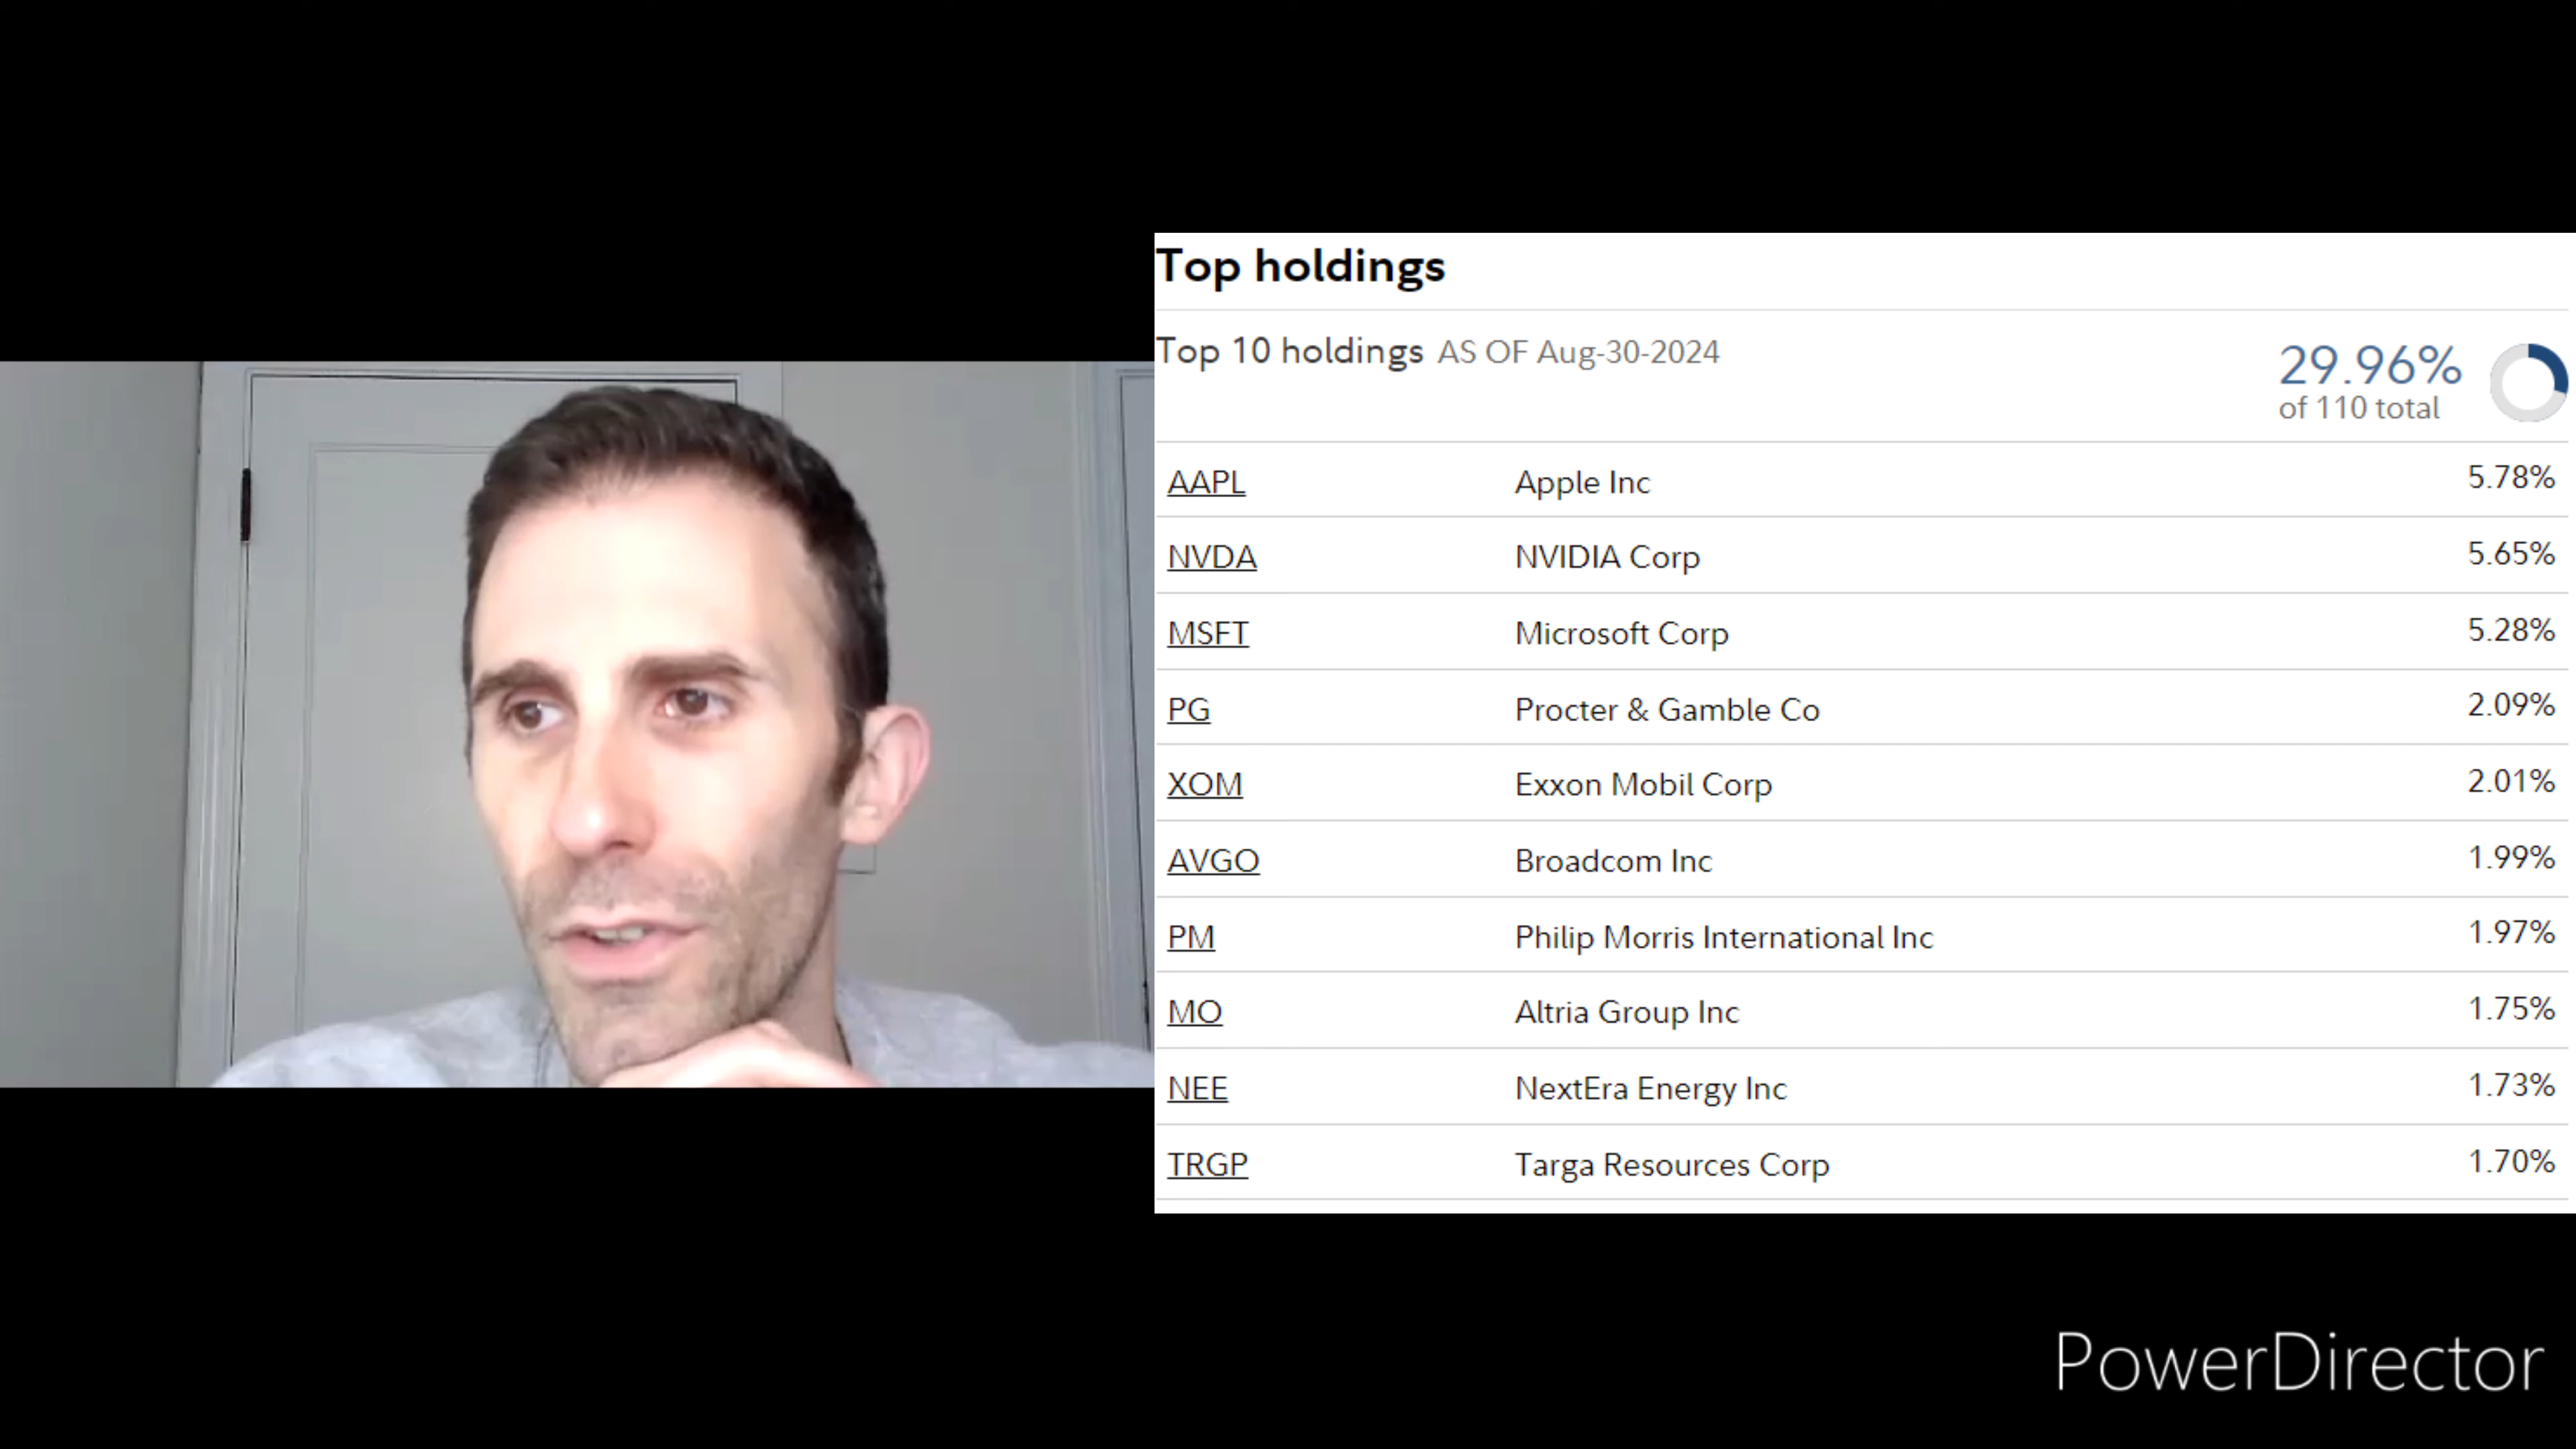 Top holdings
Top 10 holdings AS OF Aug-30-2024
29.96%
of 110 total
AAPL Apple Inc 5.78%
NVDA NVIDIA Corp 5.65%
MSFT Microsoft Corp 5.28%
PG Procter & Gamble Co 2.09%
XOM Exxon Mobil Corp 2.01%
AVGO Broadcom Inc 1.99%
PM Philip Morris International Inc 1.97%
MO Altria Group Inc 1.75%
NEE NextEra Energy Inc 1.73%
TRGP Targa Resources Corp 1.70%
PowerDirector